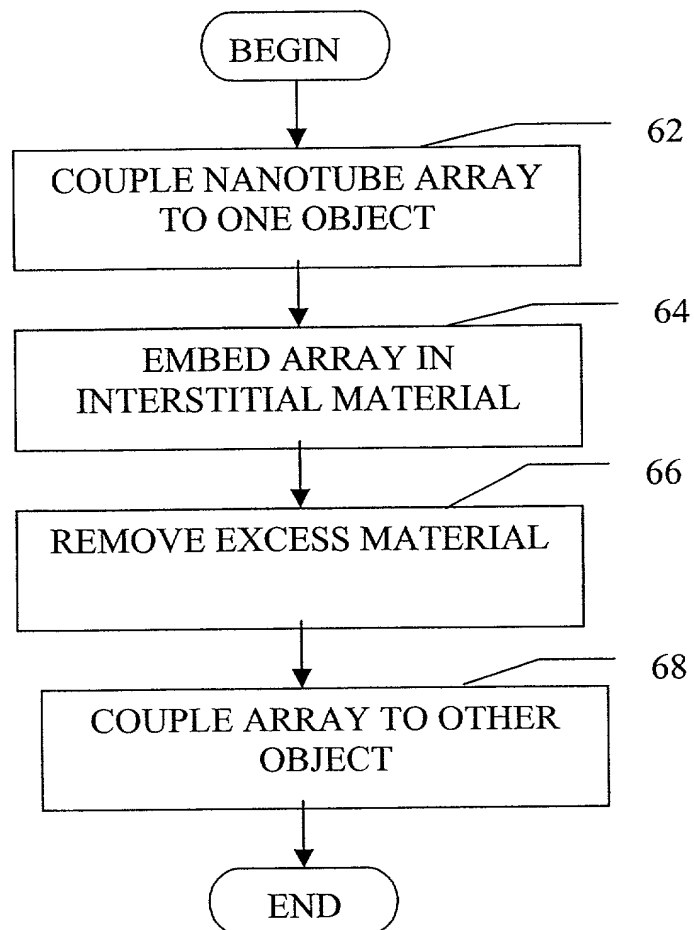 BEGIN
62
COUPLE NANOTUBE ARRAY
TO ONE OBJECT
64
EMBED ARRAY IN
INTERSTITIAL MATERIAL
66
REMOVE EXCESS MATERIAL
68
COUPLE ARRAY TO OTHER
OBJECT
END